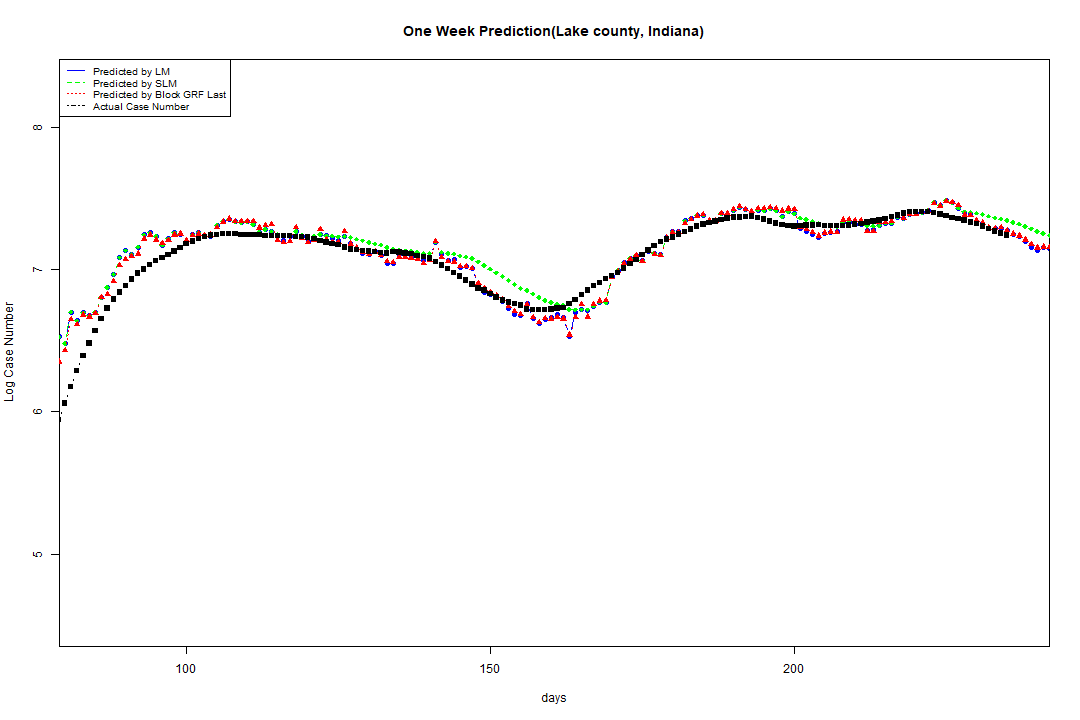 One Week Prediction(Lake county, Indiana)
Predicted by LM
Predicted by SLM
Predicted by Block GRF Last
Actual Case Number
8
7
6
5
Log Case Number
100
150
200
days